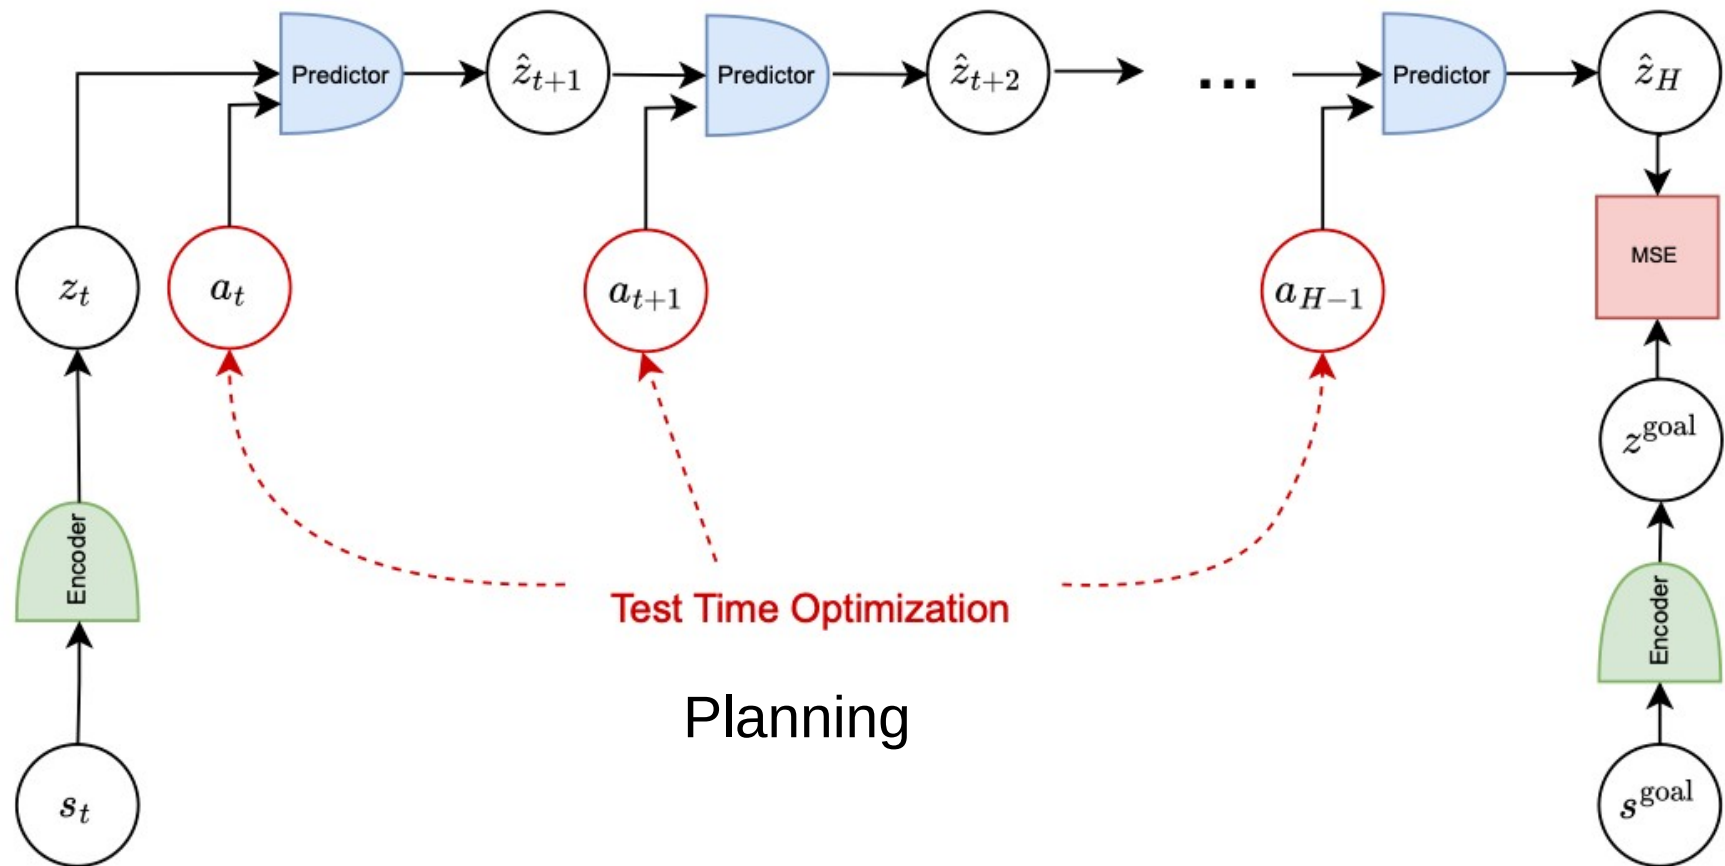 Predictor
ẑ_{t+1}
Predictor
ẑ_{t+2}
...
Predictor
ẑ_H
z_t
a_t
a_{t+1}
a_{H−1}
MSE
z^{goal}
Encoder
Test Time Optimization
Encoder
Planning
s_t
s^{goal}